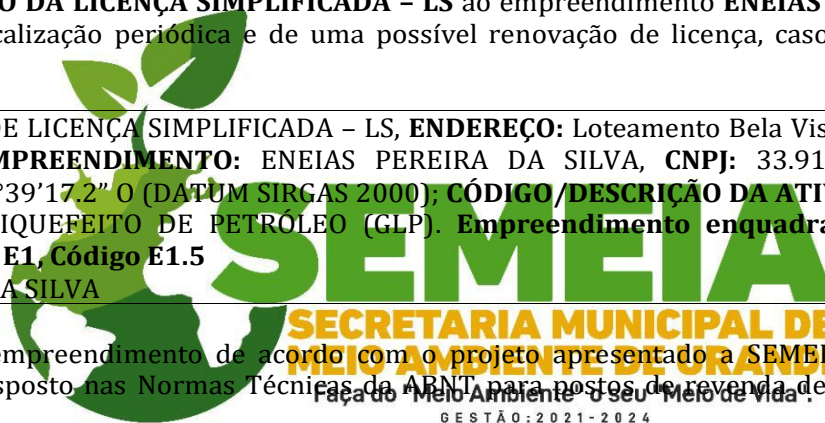 O DA LICENÇA SIMPLIFICADA – LS ao empreendimento ENEIAS
calização periódica e de uma possível renovação de licença, caso
DE LICENÇA SIMPLIFICADA – LS, ENDEREÇO: Loteamento Bela Vis
MPREENDIMENTO: ENEIAS PEREIRA DA SILVA, CNPJ: 33.91
°39’17.2” O (DATUM SIRGAS 2000); CÓDIGO/DESCRIÇÃO DA ATIV
IQUEFEITO DE PETRÓLEO (GLP). Empreendimento enquadra
E1, Código E1.5
A SILVA
SEMEIA
SECRETARIA MUNICIPAL DE
MEIO AMBIENTE DE URANDI
empreendimento de acordo com o projeto apresentado a SEMEI
sposto nas Normas Técnicas da ABNT para postos de revenda de
Faça do "Meio Ambiente" o seu "Meio de Vida".
GESTÃO:2021-2024